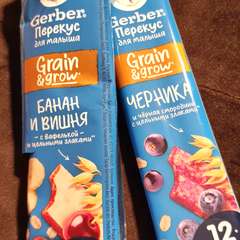 Gerber
Перекус
для малыша
Grain
& grow
БАНАН
И ВИШНЯ
с вафелькой
и цельными злаками
Gerber
Перекус
для малыша
Grain
& grow
ЧЕРНИКА
и чёрная смородина
с цельными злаками
12